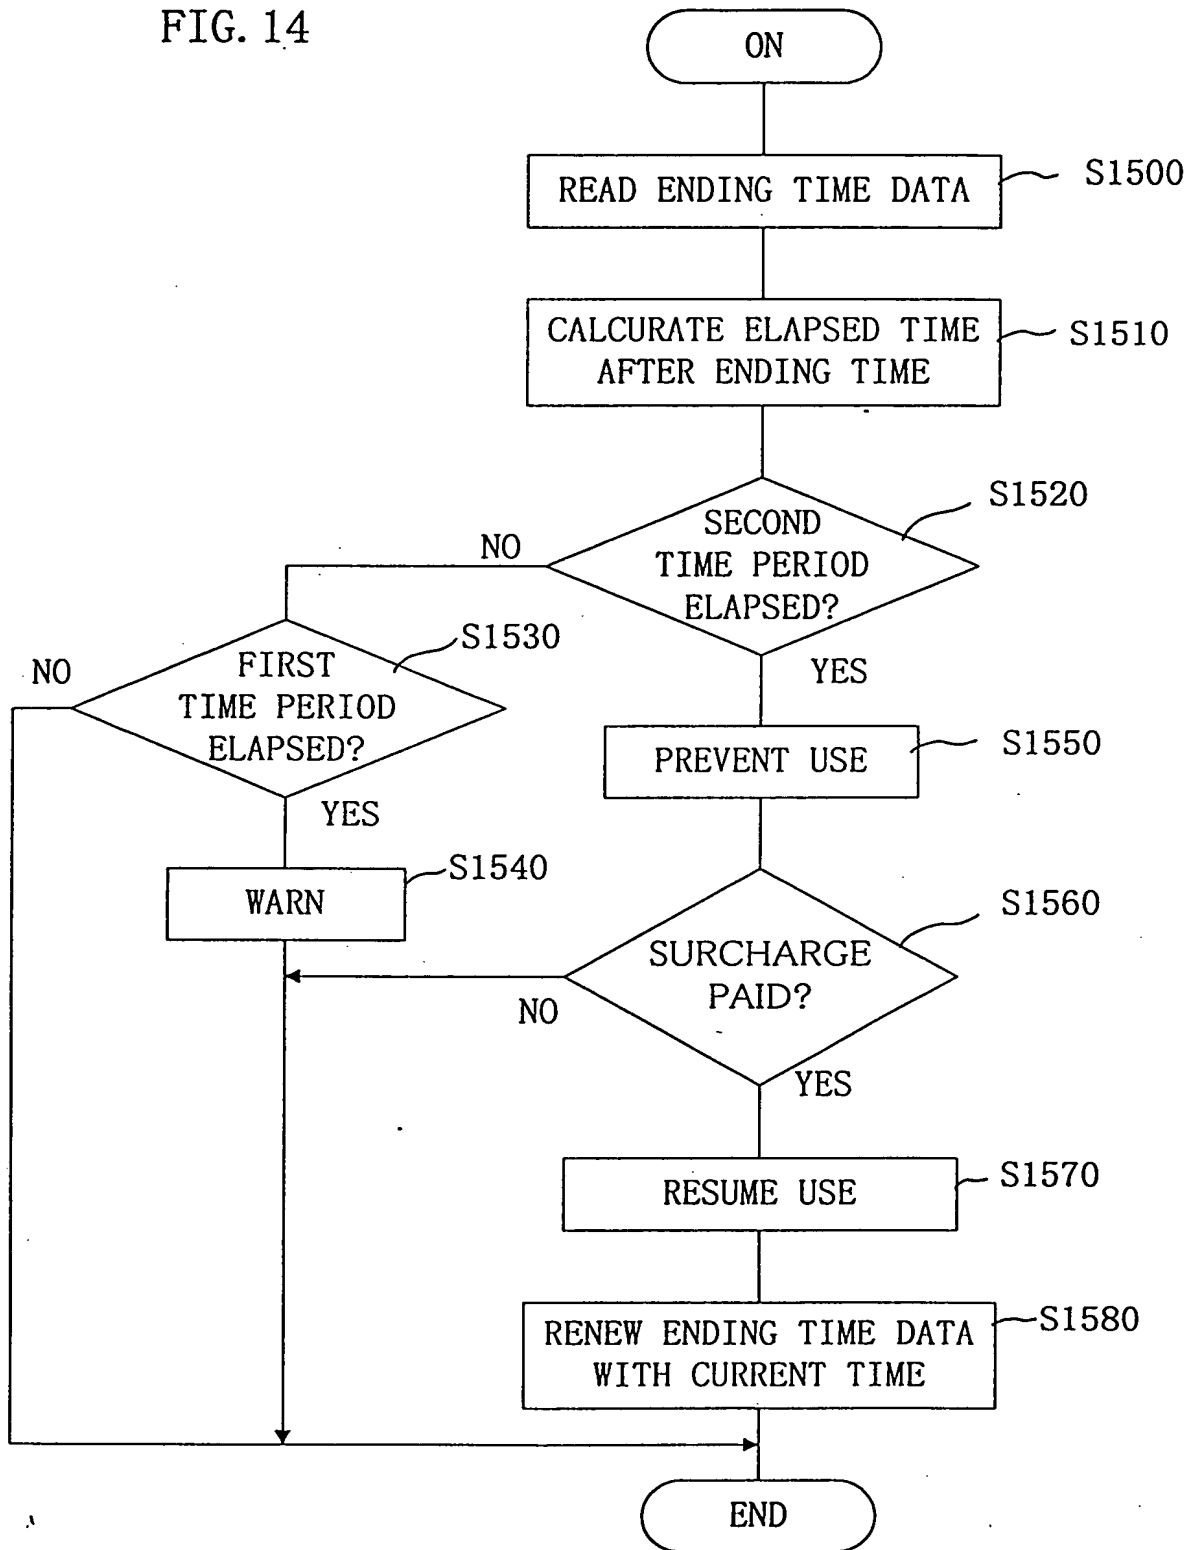 FIG. 14
ON
READ ENDING TIME DATA
S1500
CALCURATE ELAPSED TIME
AFTER ENDING TIME
S1510
SECOND
TIME PERIOD
ELAPSED?
S1520
NO
YES
FIRST
TIME PERIOD
ELAPSED?
S1530
NO
YES
PREVENT USE
S1550
WARN
S1540
SURCHARGE
PAID?
S1560
NO
YES
RESUME USE
S1570
RENEW ENDING TIME DATA
WITH CURRENT TIME
S1580
END